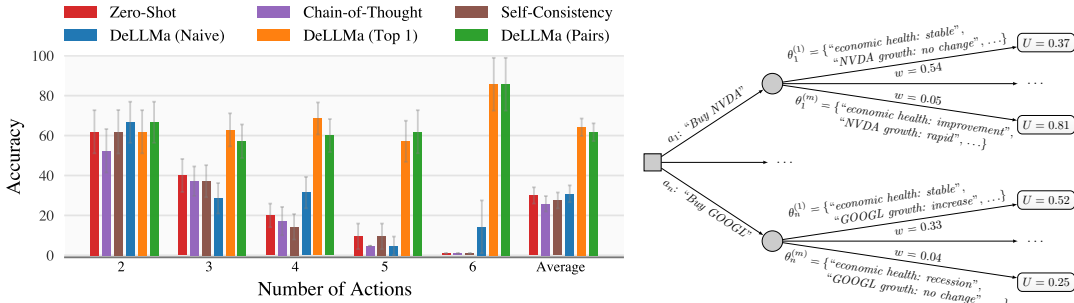 Zero-Shot
Chain-of-Thought
Self-Consistency
DeLLMa (Naive)
DeLLMa (Top 1)
DeLLMa (Pairs)
Accuracy
100
80
60
40
20
0
2
3
4
5
6
Average
Number of Actions
a₁: “Buy NVDA”
θ₁⁽¹⁾ = {“economic health: stable”,
“NVDA growth: no change”, …}
w = 0.54
U = 0.37
…
w = 0.05
θ₁⁽ᵐ⁾ = {“economic health: improvement”,
“NVDA growth: rapid”, …}
U = 0.81
…
aₙ: “Buy GOOGL”
θₙ⁽¹⁾ = {“economic health: stable”,
“GOOGL growth: increase”, …}
w = 0.33
U = 0.52
…
w = 0.04
θₙ⁽ᵐ⁾ = {“economic health: recession”,
“GOOGL growth: no change” …}
U = 0.25